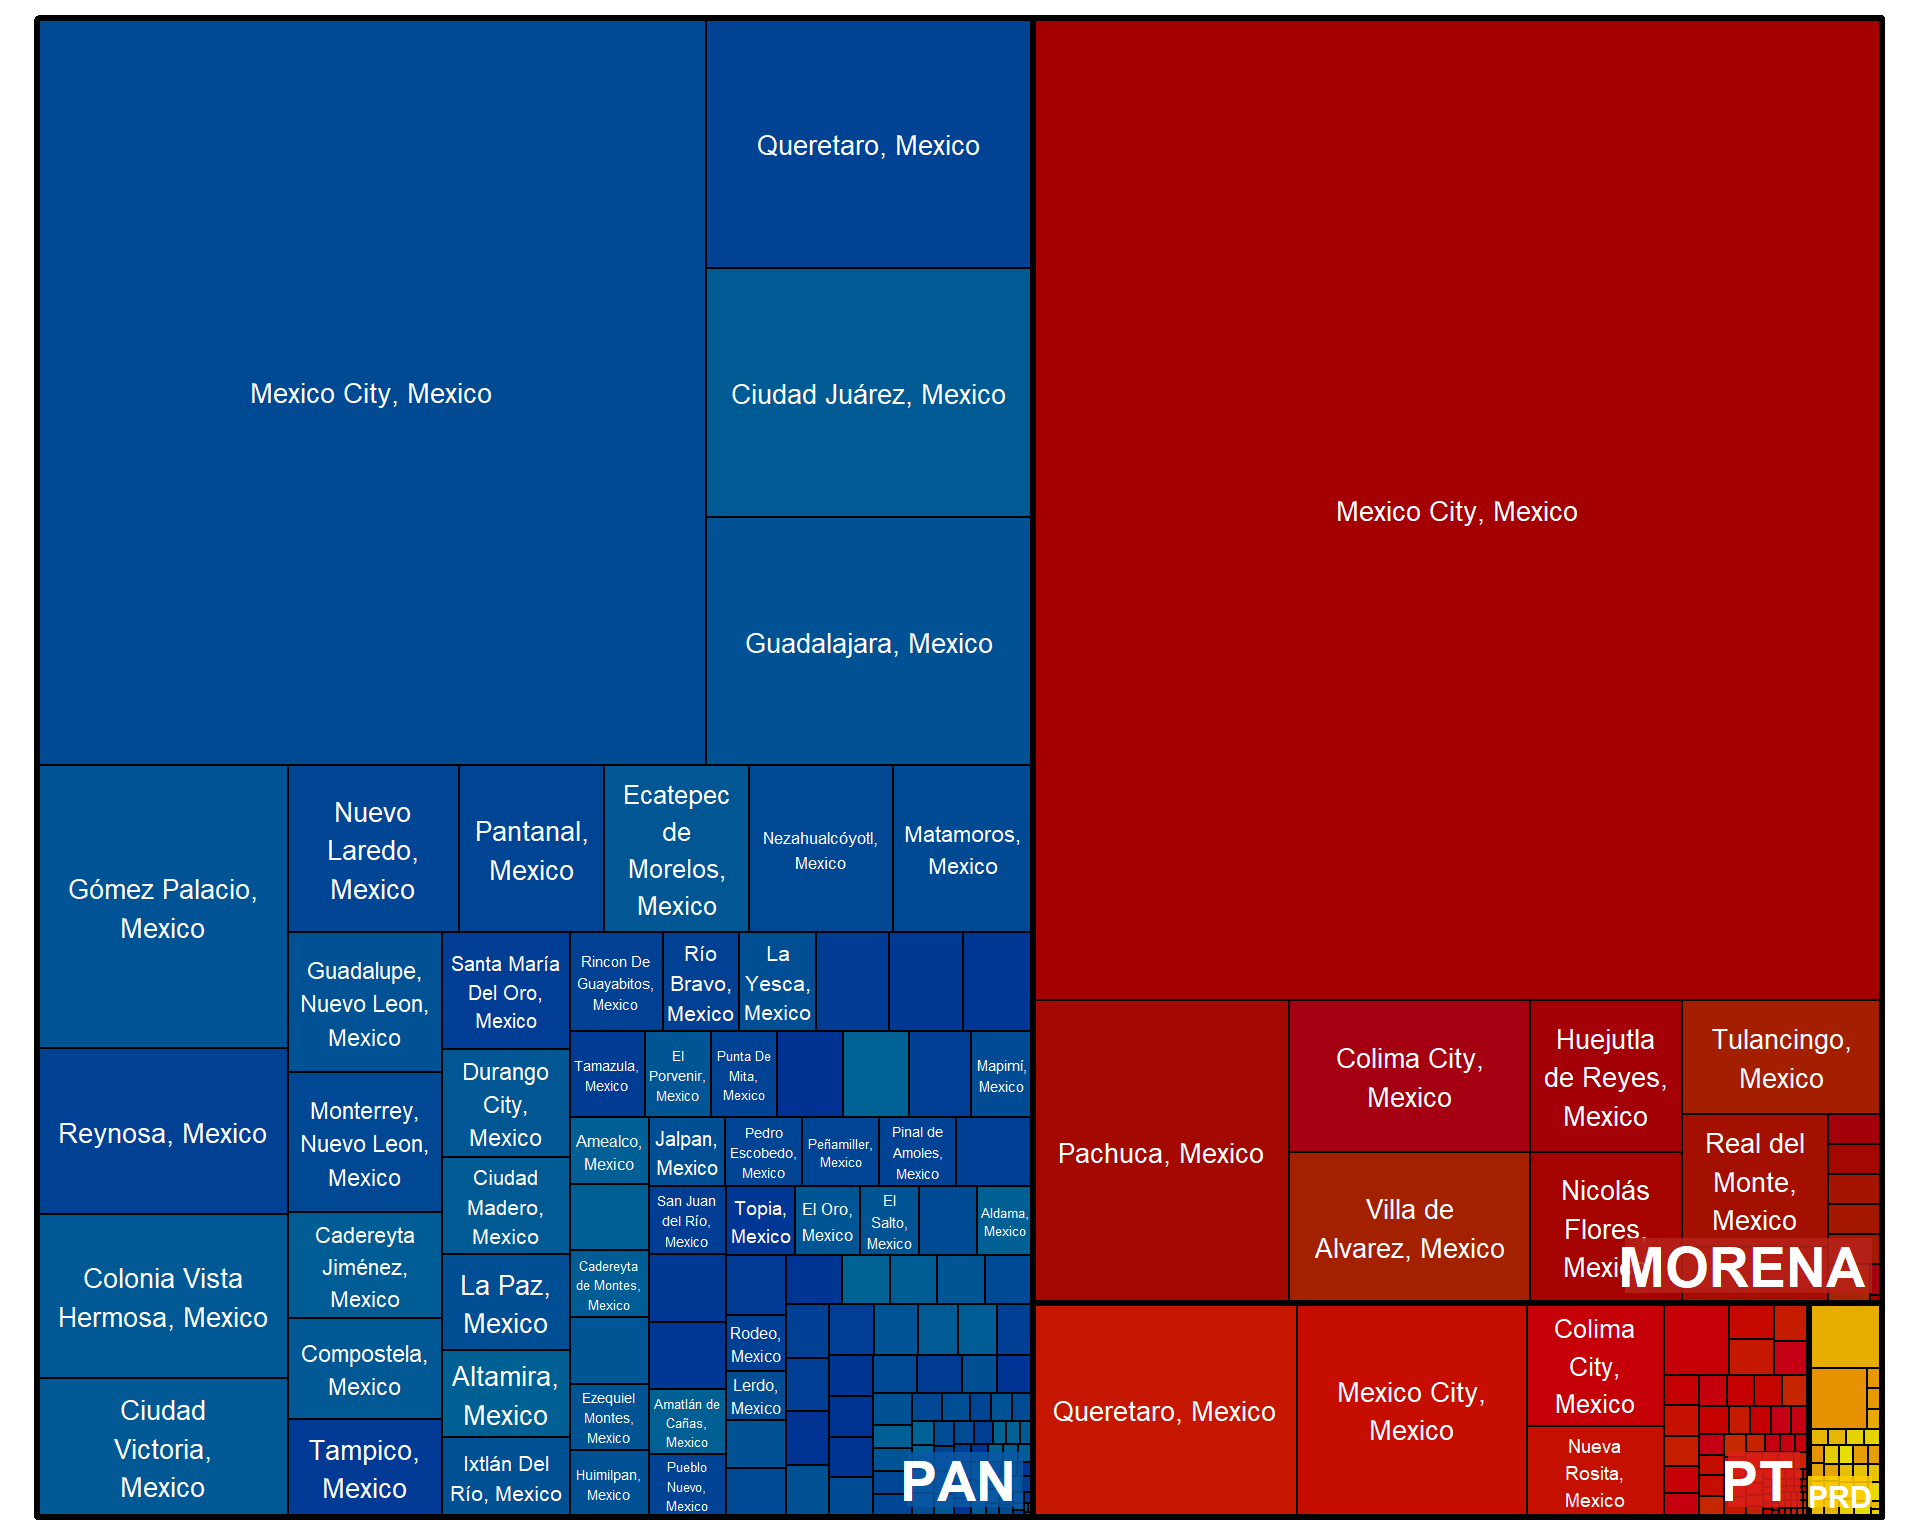 Mexico City, Mexico
Queretaro, Mexico
Ciudad Juárez, Mexico
Guadalajara, Mexico
Gómez Palacio,
Mexico
Reynosa, Mexico
Colonia Vista
Hermosa, Mexico
Ciudad
Victoria,
Mexico
Nuevo
Laredo,
Mexico
Pantanal,
Mexico
Ecatepec
de
Morelos,
Mexico
Nezahualcóyotl,
Mexico
Matamoros,
Mexico
Guadalupe,
Nuevo Leon,
Mexico
Monterrey,
Nuevo Leon,
Mexico
Cadereyta
Jiménez,
Mexico
Compostela,
Mexico
Tampico,
Mexico
Santa María
Del Oro,
Mexico
Durango
City,
Mexico
Ciudad
Madero,
Mexico
La Paz,
Mexico
Altamira,
Mexico
Ixtlán Del
Río, Mexico
Rincon De
Guayabitos,
Mexico
Río
Bravo,
Mexico
La
Yesca,
Mexico
Tamazula,
Mexico
El
Porvenir,
Mexico
Punta De
Mita,
Mexico
Mapimí,
Mexico
Amealco,
Mexico
Jalpan,
Mexico
Pedro
Escobedo,
Mexico
Peñamiller,
Mexico
Pinal de
Amoles,
Mexico
San Juan
del Río,
Mexico
Topia,
Mexico
El Oro,
Mexico
El
Salto,
Mexico
Aldama,
Mexico
Cadereyta
de Montes,
Mexico
Ezequiel
Montes,
Mexico
Huimilpan,
Mexico
Amatlán de
Cañas,
Mexico
Pueblo
Nuevo,
Mexico
Rodeo,
Mexico
Lerdo,
Mexico
PAN
Mexico City, Mexico
Pachuca, Mexico
Colima City,
Mexico
Villa de
Alvarez, Mexico
Huejutla
de Reyes,
Mexico
Nicolás
Flores,
Mexico
Tulancingo,
Mexico
Real del
Monte,
Mexico
MORENA
Queretaro, Mexico
Mexico City,
Mexico
Colima
City,
Mexico
Nueva
Rosita,
Mexico
PT
PRD